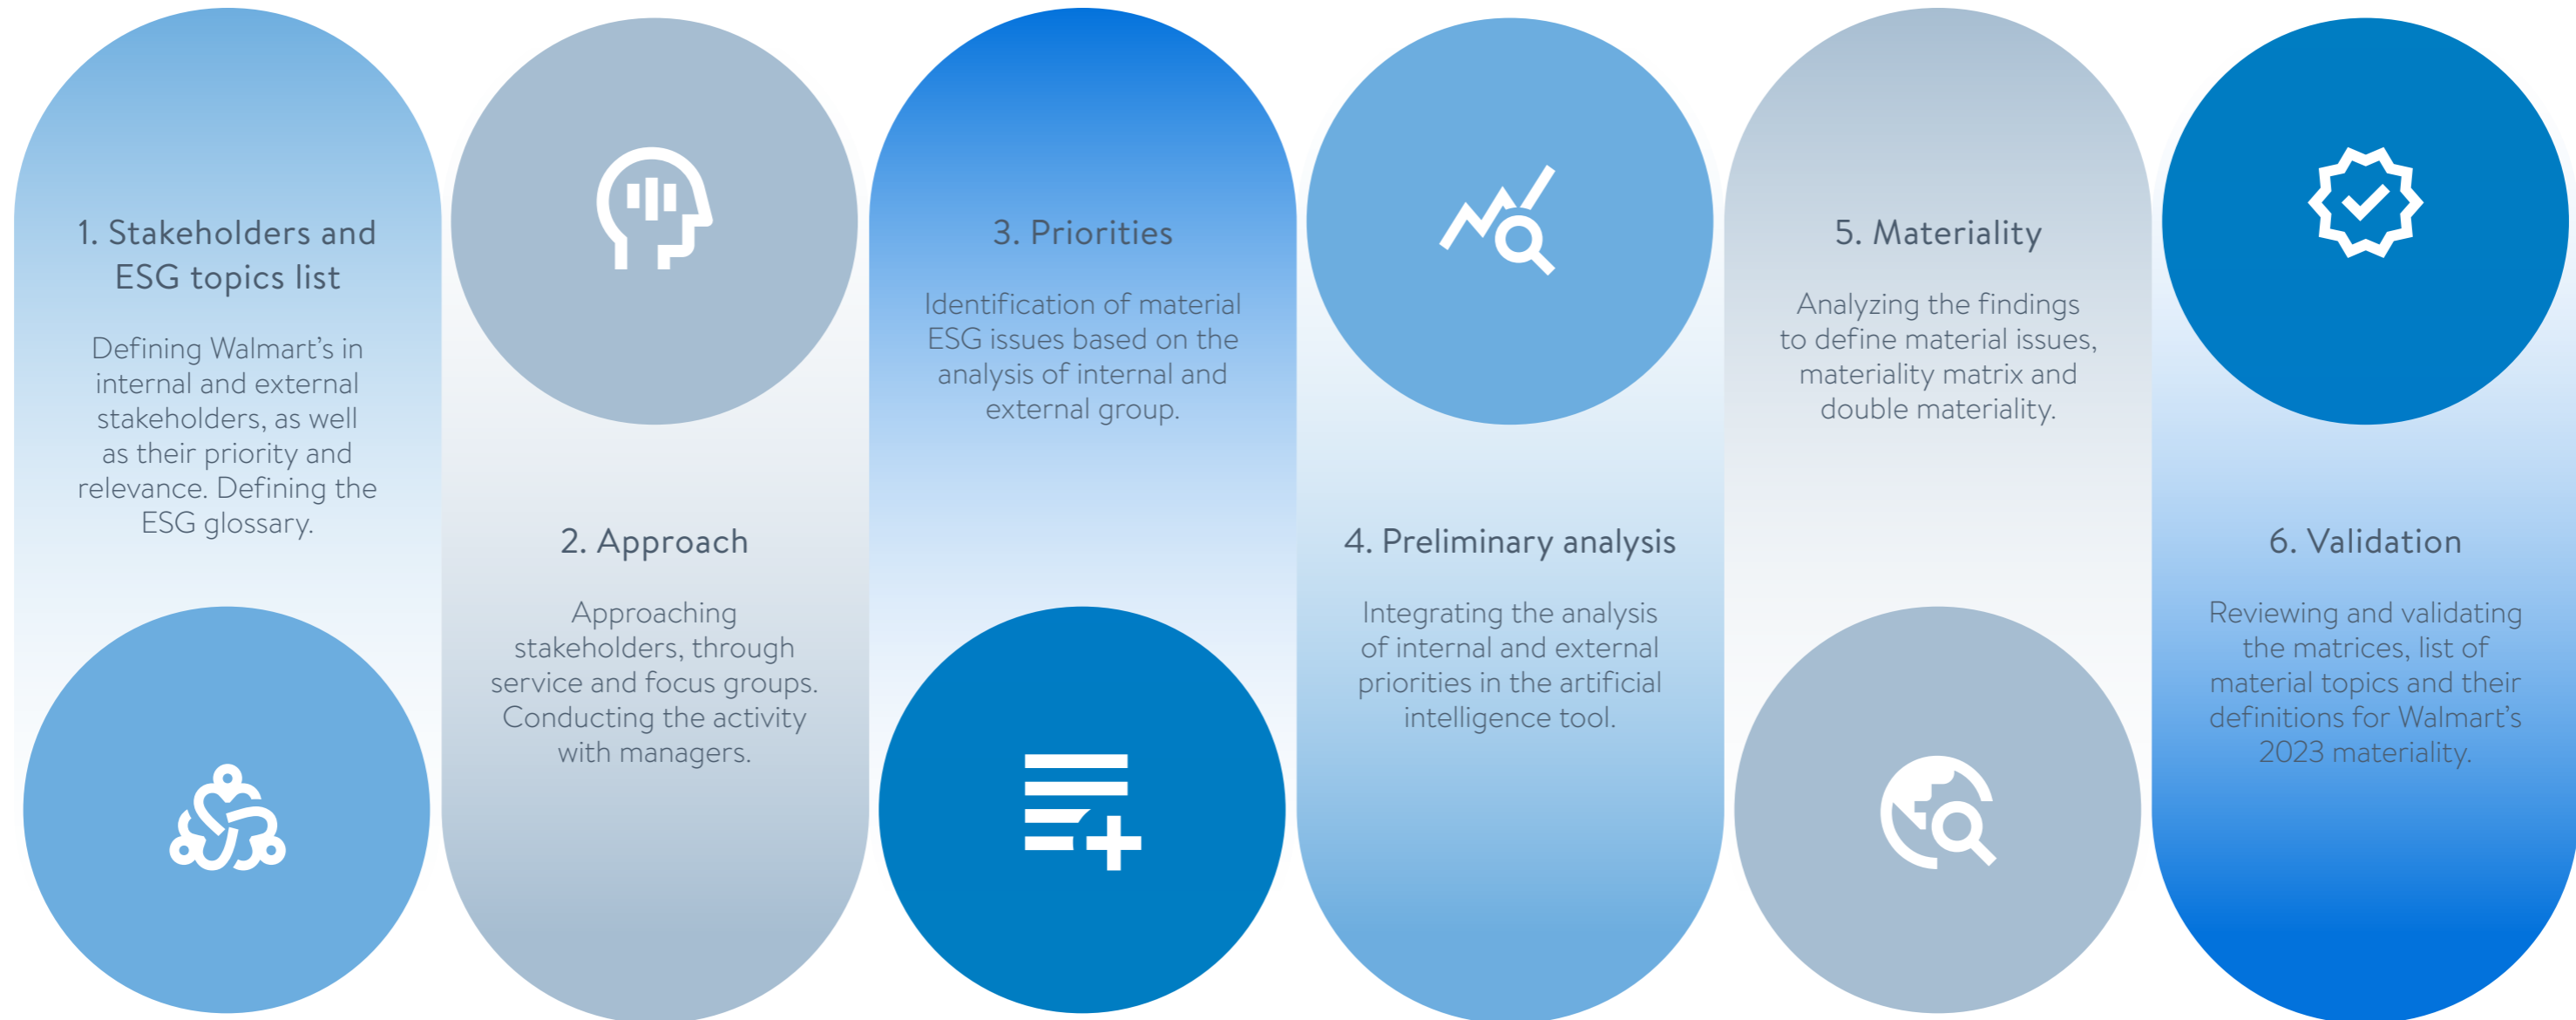 1. Stakeholders and
ESG topics list
Defining Walmart's in
internal and external
stakeholders, as well
as their priority and
relevance. Defining the
ESG glossary.
2. Approach
Approaching
stakeholders, through
service and focus groups.
Conducting the activity
with managers.
3. Priorities
Identification of material
ESG issues based on the
analysis of internal and
external group.
4. Preliminary analysis
Integrating the analysis
of internal and external
priorities in the artificial
intelligence tool.
5. Materiality
Analyzing the findings
to define material issues,
materiality matrix and
double materiality.
6. Validation
Reviewing and validating
the matrices, list of
material topics and their
definitions for Walmart's
2023 materiality.